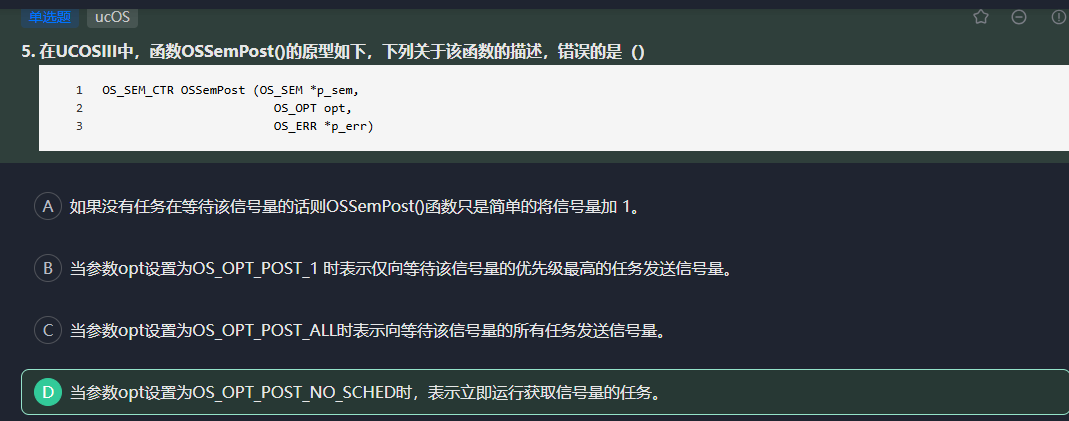 单选题 ucOS
5. 在UCOSIII中，函数OSSemPost()的原型如下，下列关于该函数的描述，错误的是（）
1 OS_SEM_CTR OSSemPost (OS_SEM *p_sem,
2 OS_OPT opt,
3 OS_ERR *p_err)
A 如果没有任务在等待该信号量的话则OSSemPost()函数只是简单的将信号量加 1。
B 当参数opt设置为OS_OPT_POST_1 时表示仅向等待该信号量的优先级最高的任务发送信号量。
C 当参数opt设置为OS_OPT_POST_ALL时表示向等待该信号量的所有任务发送信号量。
D 当参数opt设置为OS_OPT_POST_NO_SCHED时，表示立即运行获取信号量的任务。